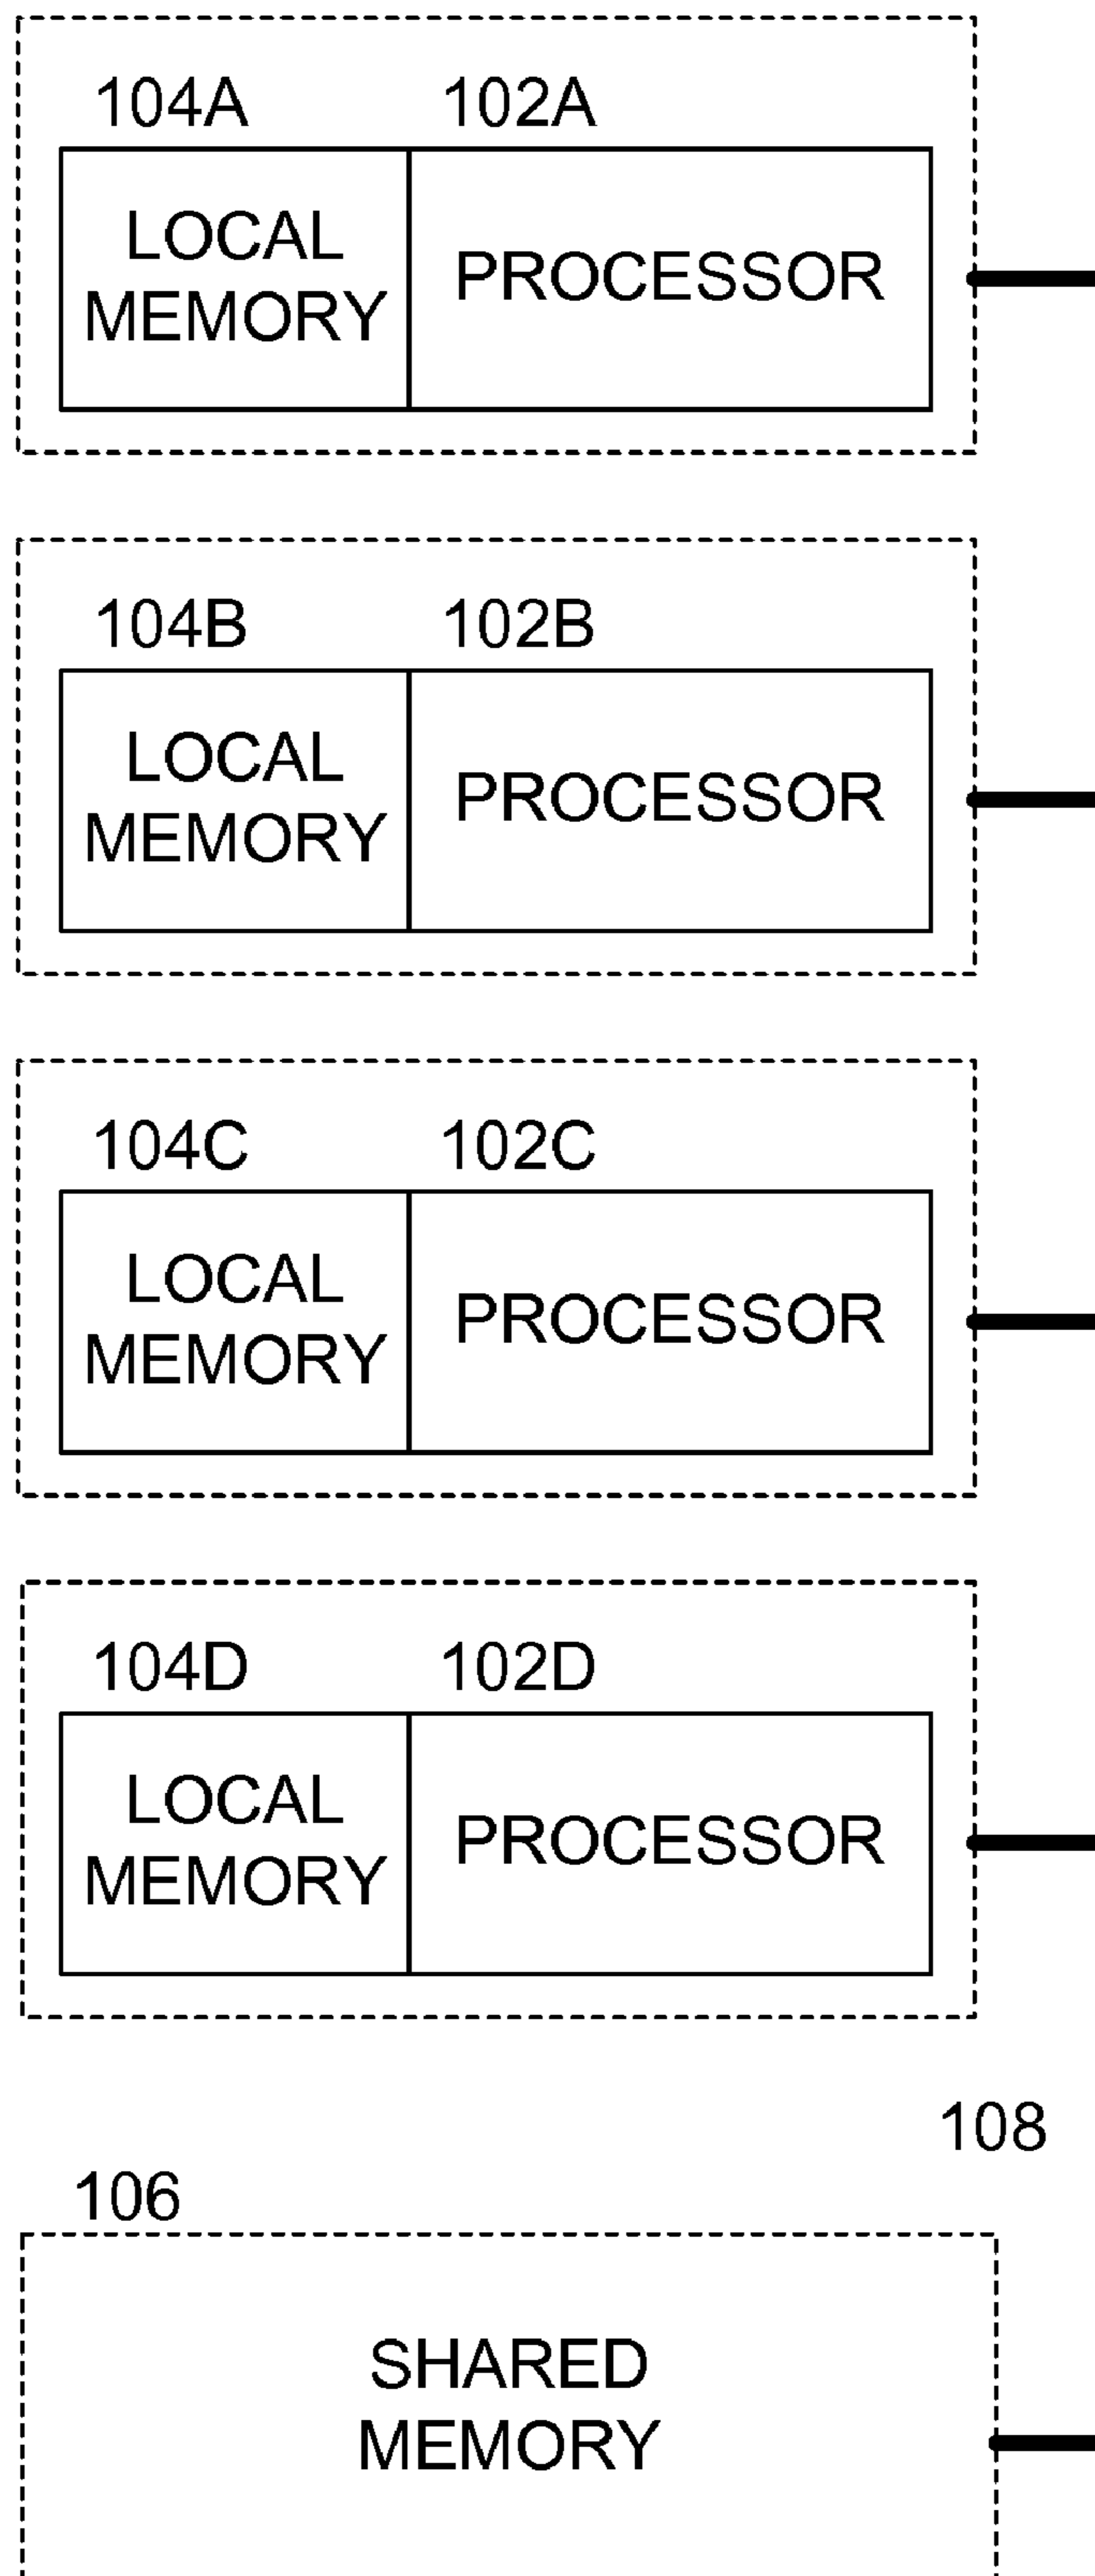 104A 102A
LOCAL
MEMORY
PROCESSOR
104B 102B
LOCAL
MEMORY
PROCESSOR
104C 102C
LOCAL
MEMORY
PROCESSOR
104D 102D
LOCAL
MEMORY
PROCESSOR
108
106
SHARED
MEMORY